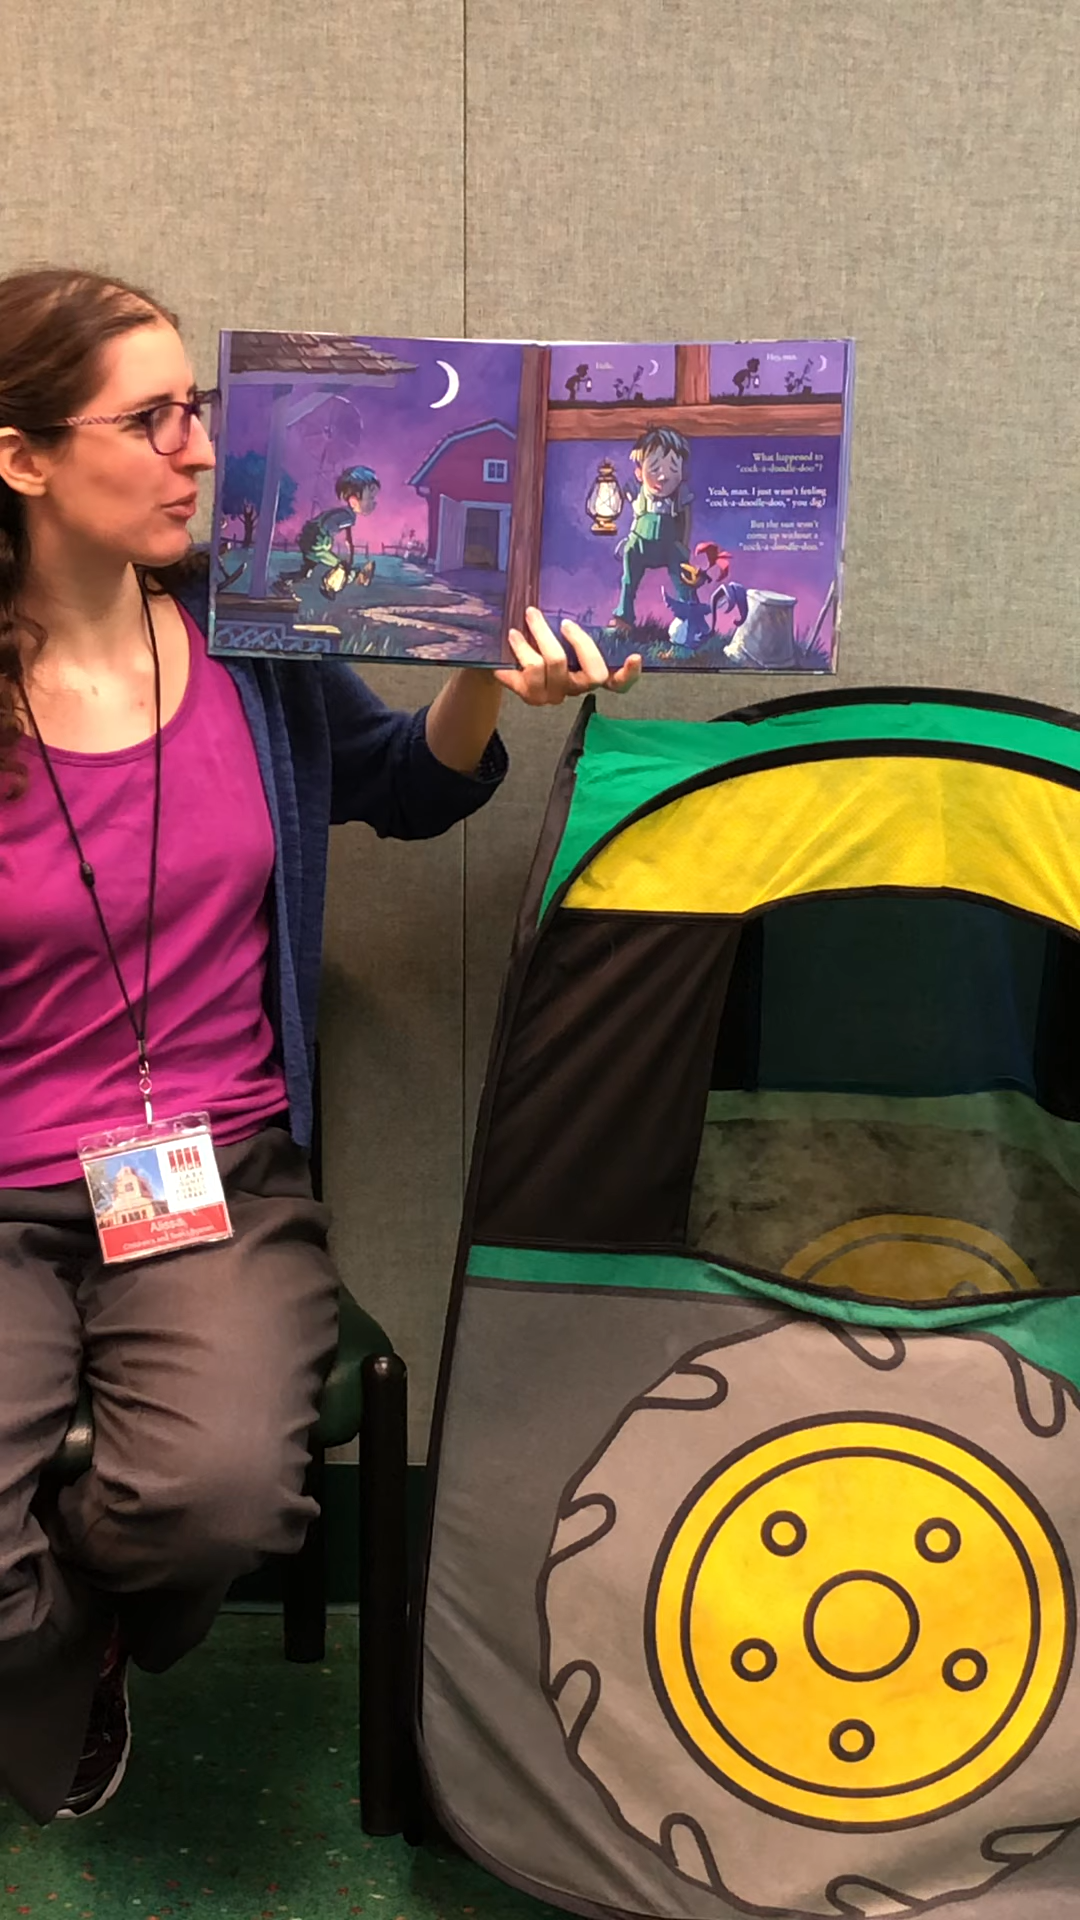 Hello.
Hey, man.
What happened to
"cock-a-doodle-doo"?
Yeah, man. I just wasn't feeling
"cock-a-doodle-doo," you dig?
But the sun won't
come up without a
"cock-a-doodle-doo."
Alissa